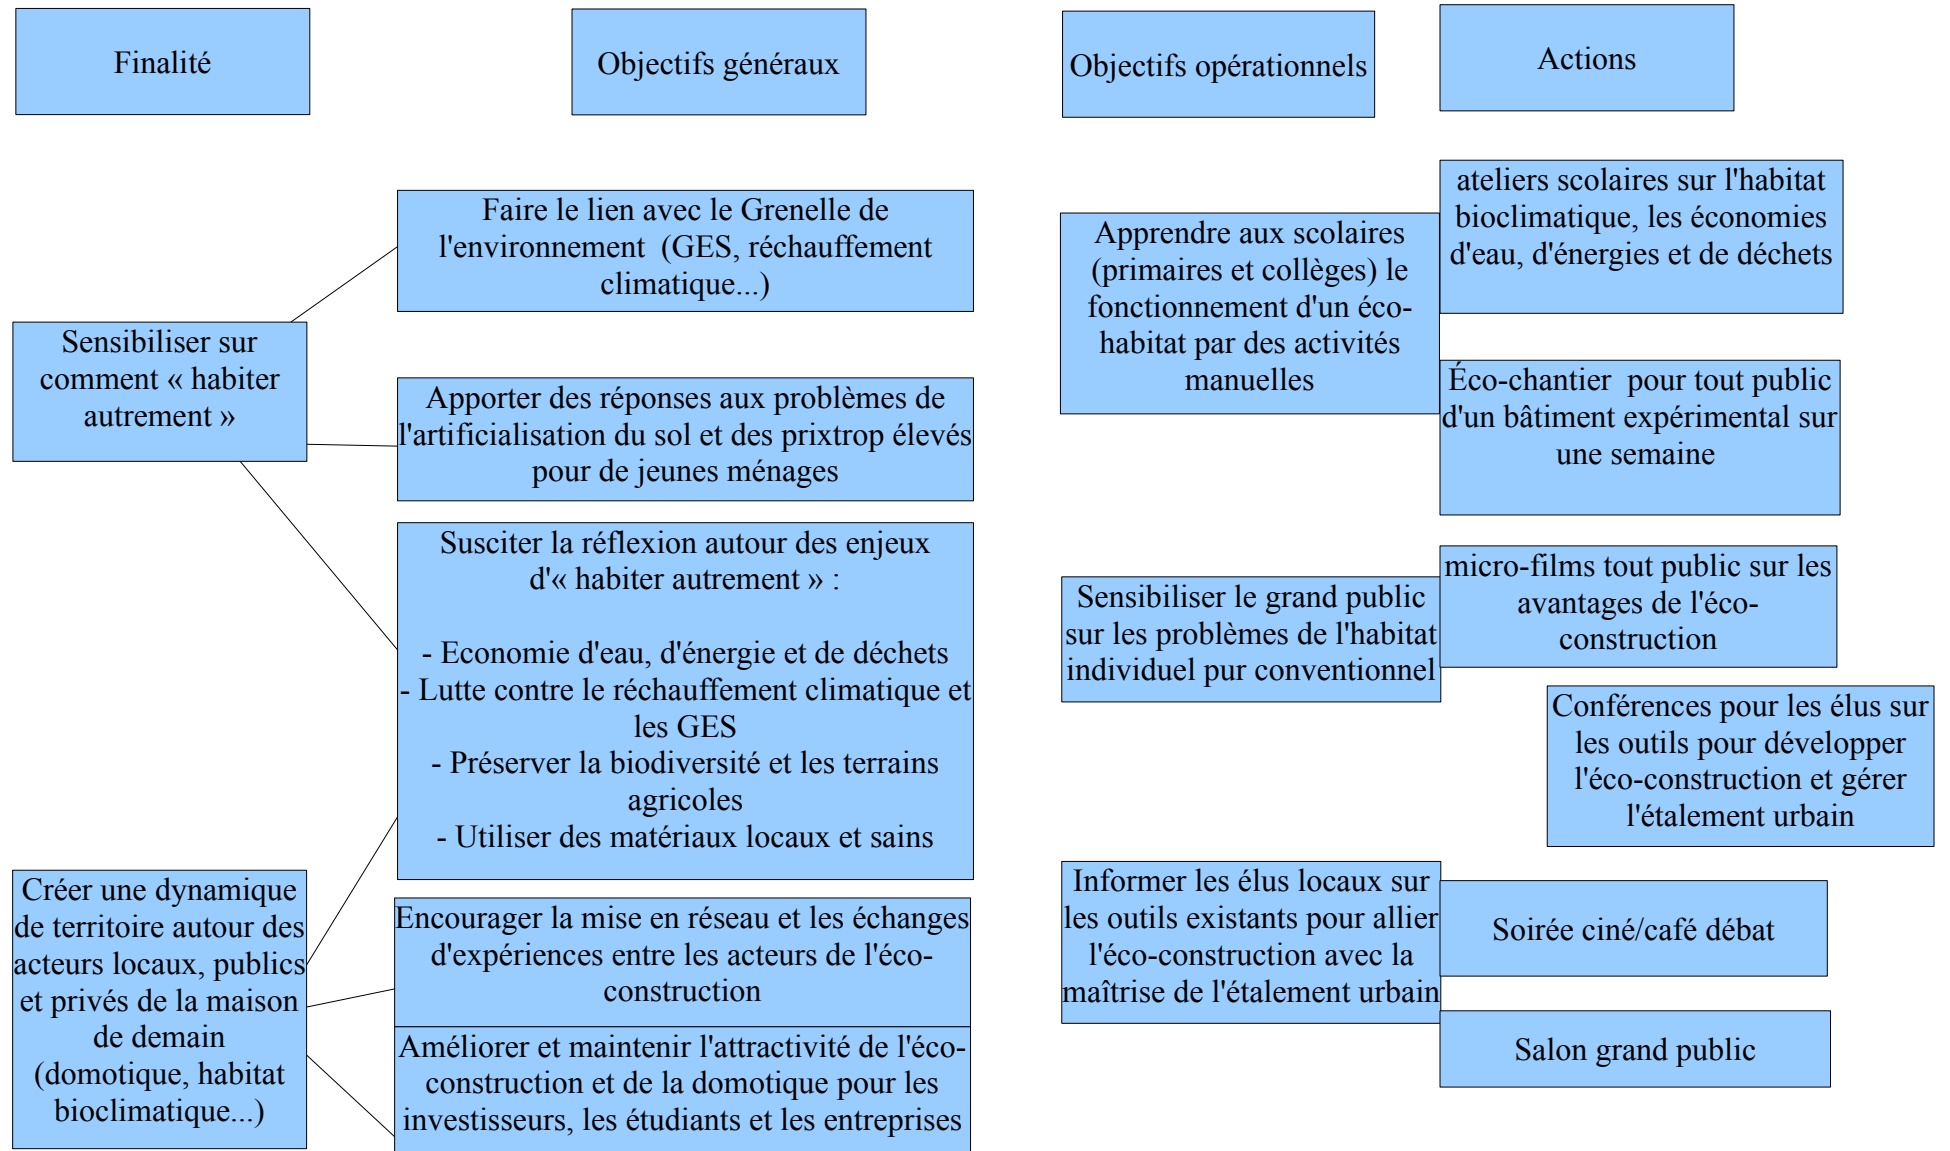 Finalité
Objectifs généraux
Objectifs opérationnels
Actions
Sensibiliser sur
comment « habiter
autrement »
Créer une dynamique
de territoire autour des
acteurs locaux, publics
et privés de la maison
de demain
(domotique, habitat
bioclimatique...)
Faire le lien avec le Grenelle de
l'environnement  (GES, réchauffement
climatique...)
Apporter des réponses aux problèmes de
l'artificialisation du sol et des prixtrop élevés
pour de jeunes ménages
Susciter la réflexion autour des enjeux
d'« habiter autrement » :
- Economie d'eau, d'énergie et de déchets
- Lutte contre le réchauffement climatique et
les GES
- Préserver la biodiversité et les terrains
agricoles
- Utiliser des matériaux locaux et sains
Encourager la mise en réseau et les échanges
d'expériences entre les acteurs de l'éco-
construction
Améliorer et maintenir l'attractivité de l'éco-
construction et de la domotique pour les
investisseurs, les étudiants et les entreprises
Apprendre aux scolaires
(primaires et collèges) le
fonctionnement d'un éco-
habitat par des activités
manuelles
Sensibiliser le grand public
sur les problèmes de l'habitat
individuel pur conventionnel
Informer les élus locaux sur
les outils existants pour allier
l'éco-construction avec la
maîtrise de l'étalement urbain
ateliers scolaires sur l'habitat
bioclimatique, les économies
d'eau, d'énergies et de déchets
Éco-chantier  pour tout public
d'un bâtiment expérimental sur
une semaine
micro-films tout public sur les
avantages de l'éco-
construction
Conférences pour les élus sur
les outils pour développer
l'éco-construction et gérer
l'étalement urbain
Soirée ciné/café débat
Salon grand public